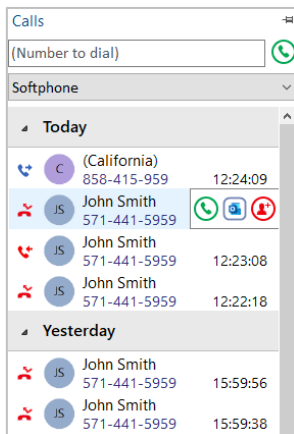 Calls
(Number to dial)
Softphone
Today
C
(California)
858-415-959
12:24:09
JS
John Smith
571-441-5959
JS
John Smith
571-441-5959
12:23:08
JS
John Smith
571-441-5959
12:22:18
Yesterday
JS
John Smith
571-441-5959
15:59:56
JS
John Smith
571-441-5959
15:59:38